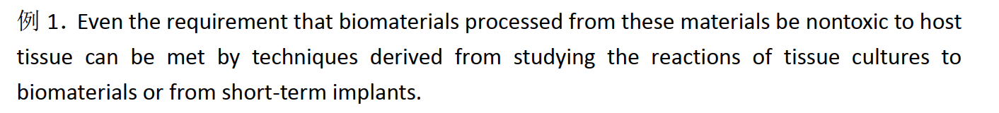 例 1. Even the requirement that biomaterials processed from these materials be nontoxic to host
tissue can be met by techniques derived from studying the reactions of tissue cultures to
biomaterials or from short-term implants.